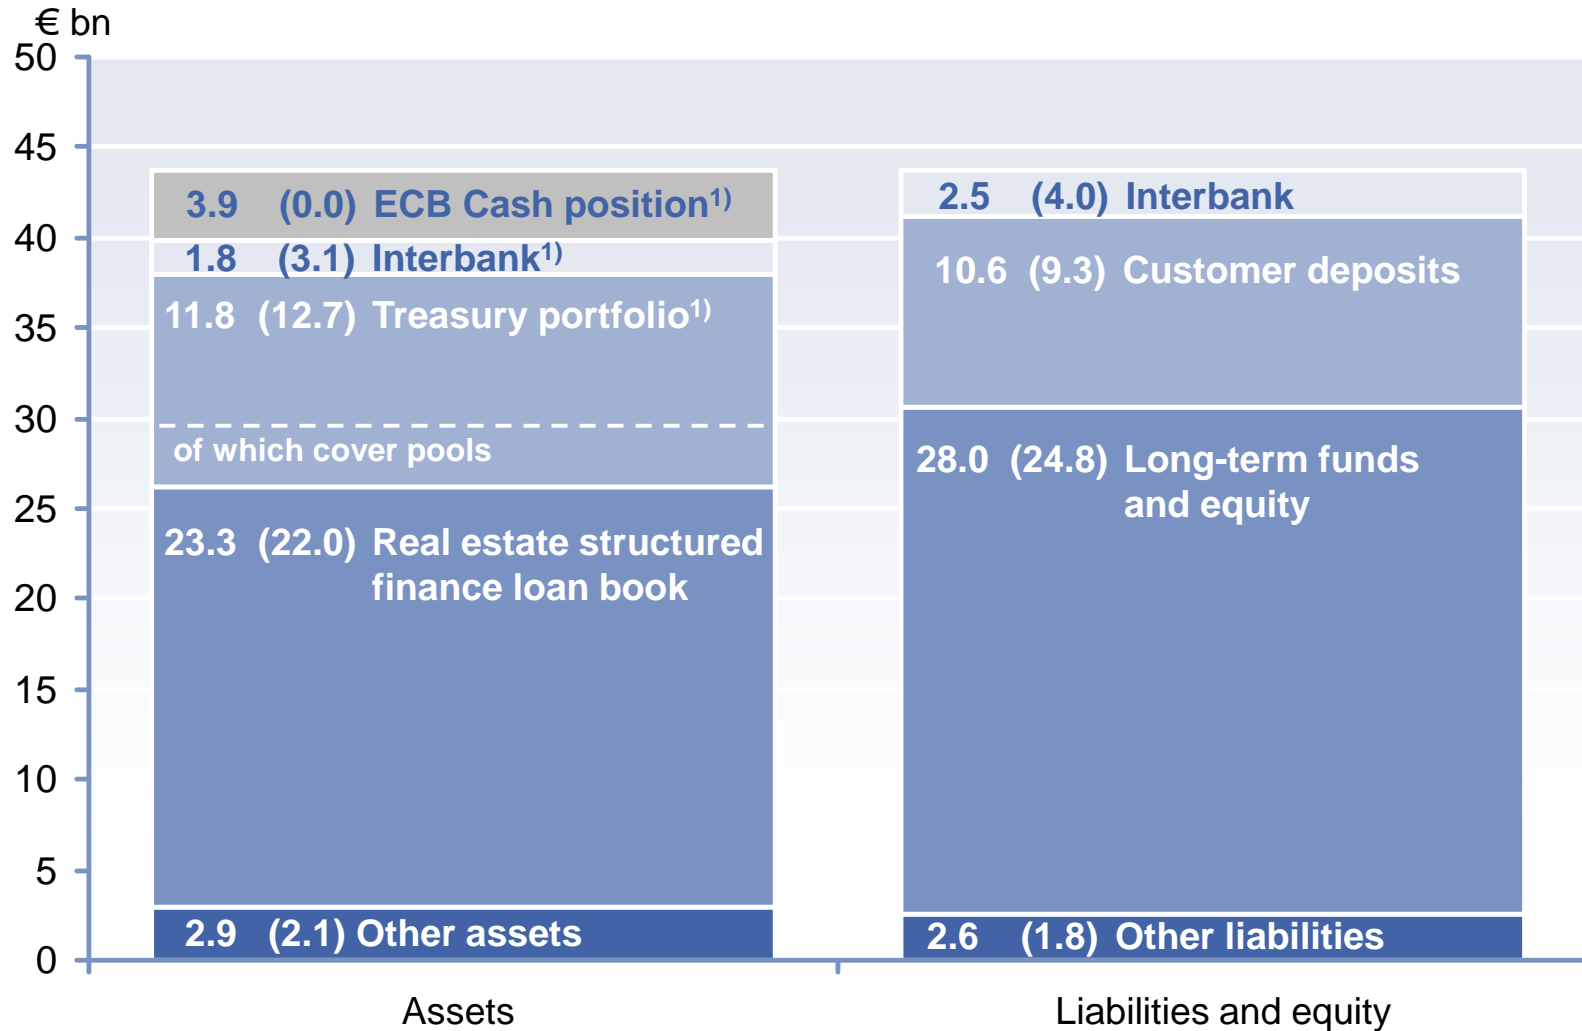 € bn
50
45
40
35
30
25
20
15
10
5
0
3.9 (0.0) ECB Cash position¹⁾
1.8 (3.1) Interbank¹⁾
11.8 (12.7) Treasury portfolio¹⁾
of which cover pools
23.3 (22.0) Real estate structured
finance loan book
2.9 (2.1) Other assets
2.5 (4.0) Interbank
10.6 (9.3) Customer deposits
28.0 (24.8) Long-term funds
and equity
2.6 (1.8) Other liabilities
Assets
Liabilities and equity